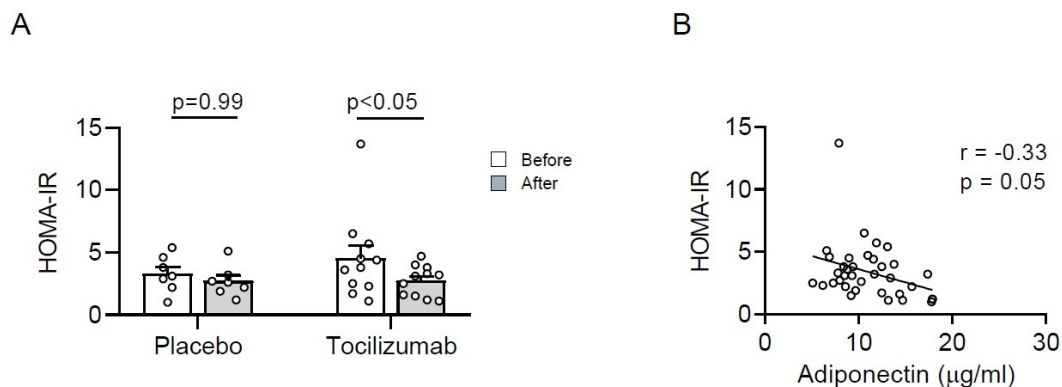 A
p=0.99
p<0.05
15
10
5
0
HOMA-IR
Placebo
Tocilizumab
Before
After
B
r = -0.33
p = 0.05
15
10
5
0
HOMA-IR
0
10
20
30
Adiponectin (μg/ml)